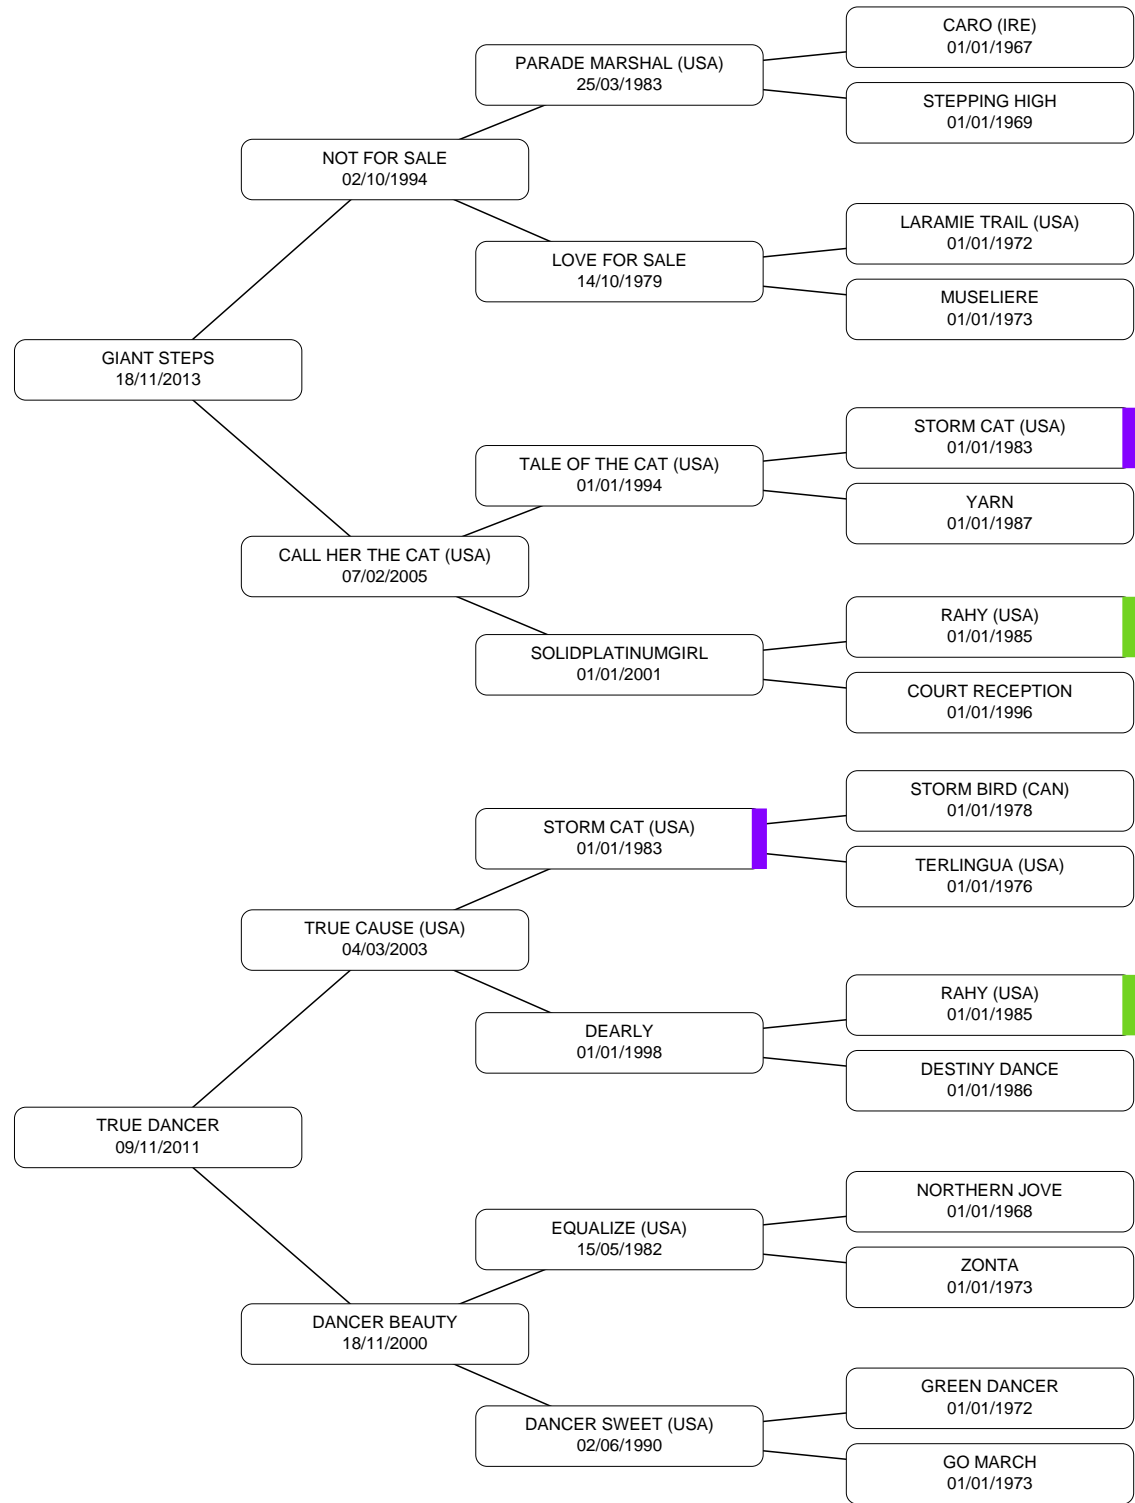 CARO (IRE)
01/01/1967
PARADE MARSHAL (USA)
25/03/1983
STEPPING HIGH
01/01/1969
NOT FOR SALE
02/10/1994
LARAMIE TRAIL (USA)
01/01/1972
LOVE FOR SALE
14/10/1979
MUSELIERE
01/01/1973
GIANT STEPS
18/11/2013
STORM CAT (USA)
01/01/1983
TALE OF THE CAT (USA)
01/01/1994
YARN
01/01/1987
CALL HER THE CAT (USA)
07/02/2005
RAHY (USA)
01/01/1985
SOLIDPLATINUMGIRL
01/01/2001
COURT RECEPTION
01/01/1996
STORM BIRD (CAN)
01/01/1978
STORM CAT (USA)
01/01/1983
TERLINGUA (USA)
01/01/1976
TRUE CAUSE (USA)
04/03/2003
RAHY (USA)
01/01/1985
DEARLY
01/01/1998
DESTINY DANCE
01/01/1986
TRUE DANCER
09/11/2011
NORTHERN JOVE
01/01/1968
EQUALIZE (USA)
15/05/1982
ZONTA
01/01/1973
DANCER BEAUTY
18/11/2000
GREEN DANCER
01/01/1972
DANCER SWEET (USA)
02/06/1990
GO MARCH
01/01/1973